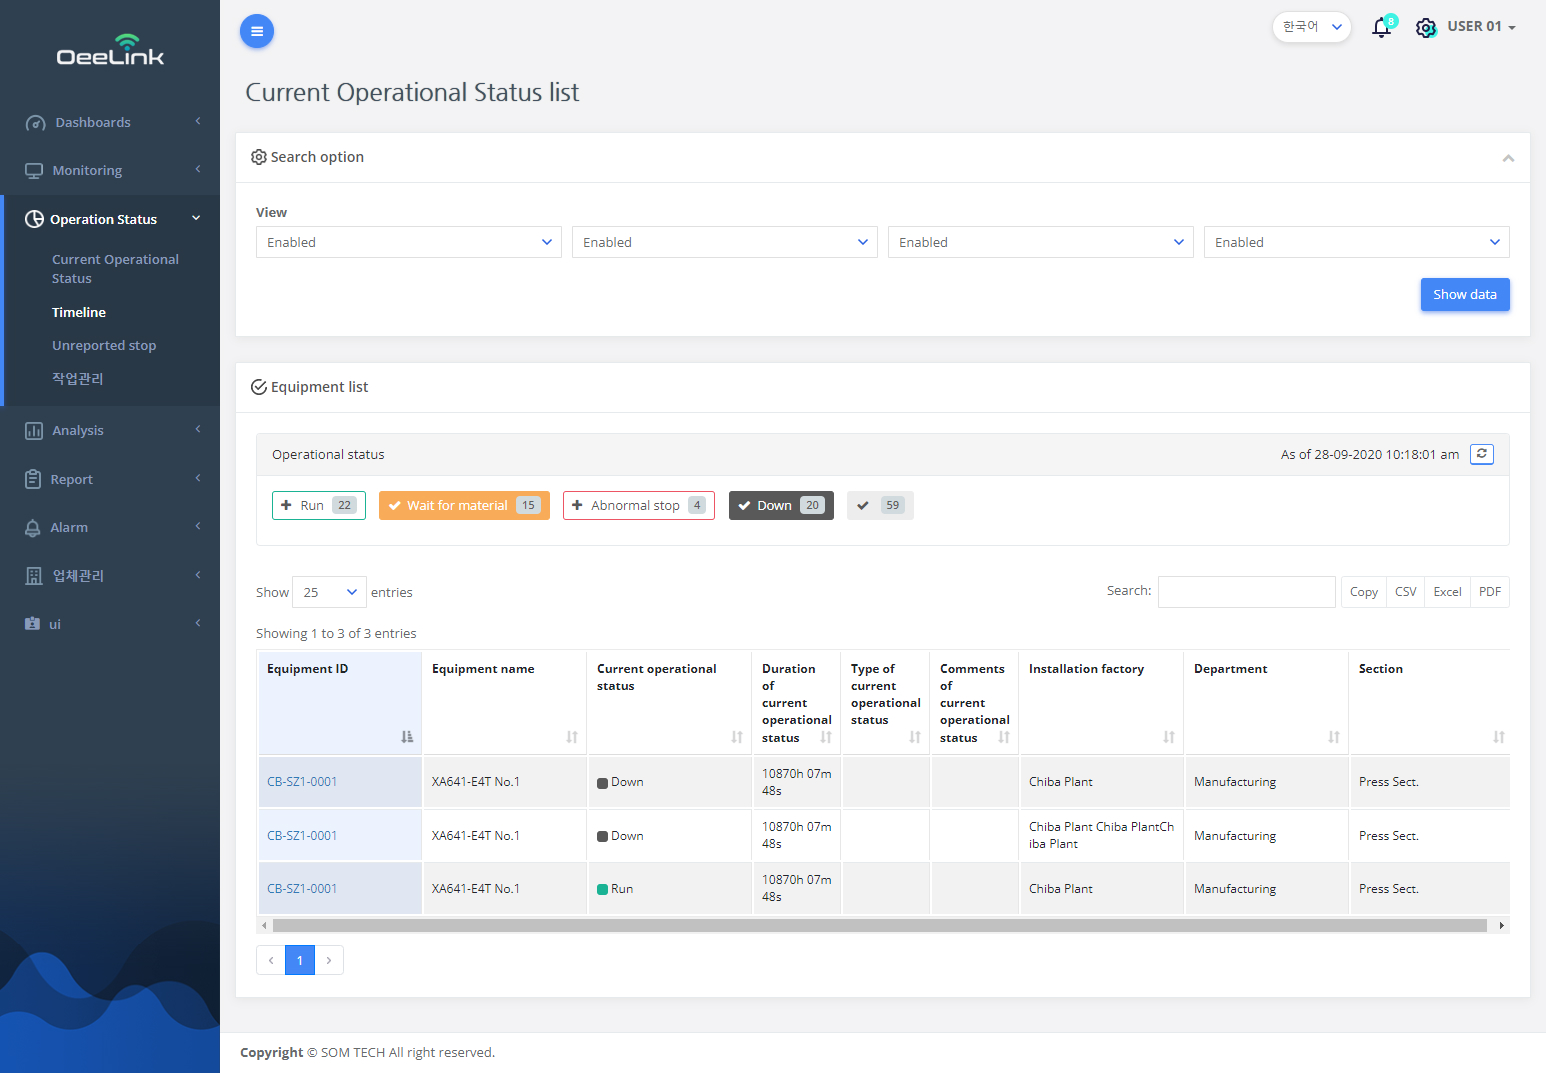 OeeLink
Dashboards
Monitoring
Operation Status
Current Operational
Status
Timeline
Unreported stop
작업관리
Analysis
Report
Alarm
업체관리
ui
한국어
8
USER 01
Current Operational Status list
Search option
View
Enabled
Enabled
Enabled
Enabled
Show data
Equipment list
Operational status
As of 28-09-2020 10:18:01 am
Run 22
Wait for material 15
Abnormal stop 4
Down 20
59
Show 25 entries
Search:
Copy
CSV
Excel
PDF
Showing 1 to 3 of 3 entries
Equipment ID
Equipment name
Current operational
status
Duration
of
current
operational
status
Type of
current
operational
status
Comments
of
current
operational
status
Installation factory
Department
Section
CB-SZ1-0001
XA641-E4T No.1
Down
10870h 07m
48s
Chiba Plant
Manufacturing
Press Sect.
CB-SZ1-0001
XA641-E4T No.1
Down
10870h 07m
48s
Chiba Plant Chiba PlantCh
iba Plant
Manufacturing
Press Sect.
CB-SZ1-0001
XA641-E4T No.1
Run
10870h 07m
48s
Chiba Plant
Manufacturing
Press Sect.
1
Copyright © SOM TECH All right reserved.